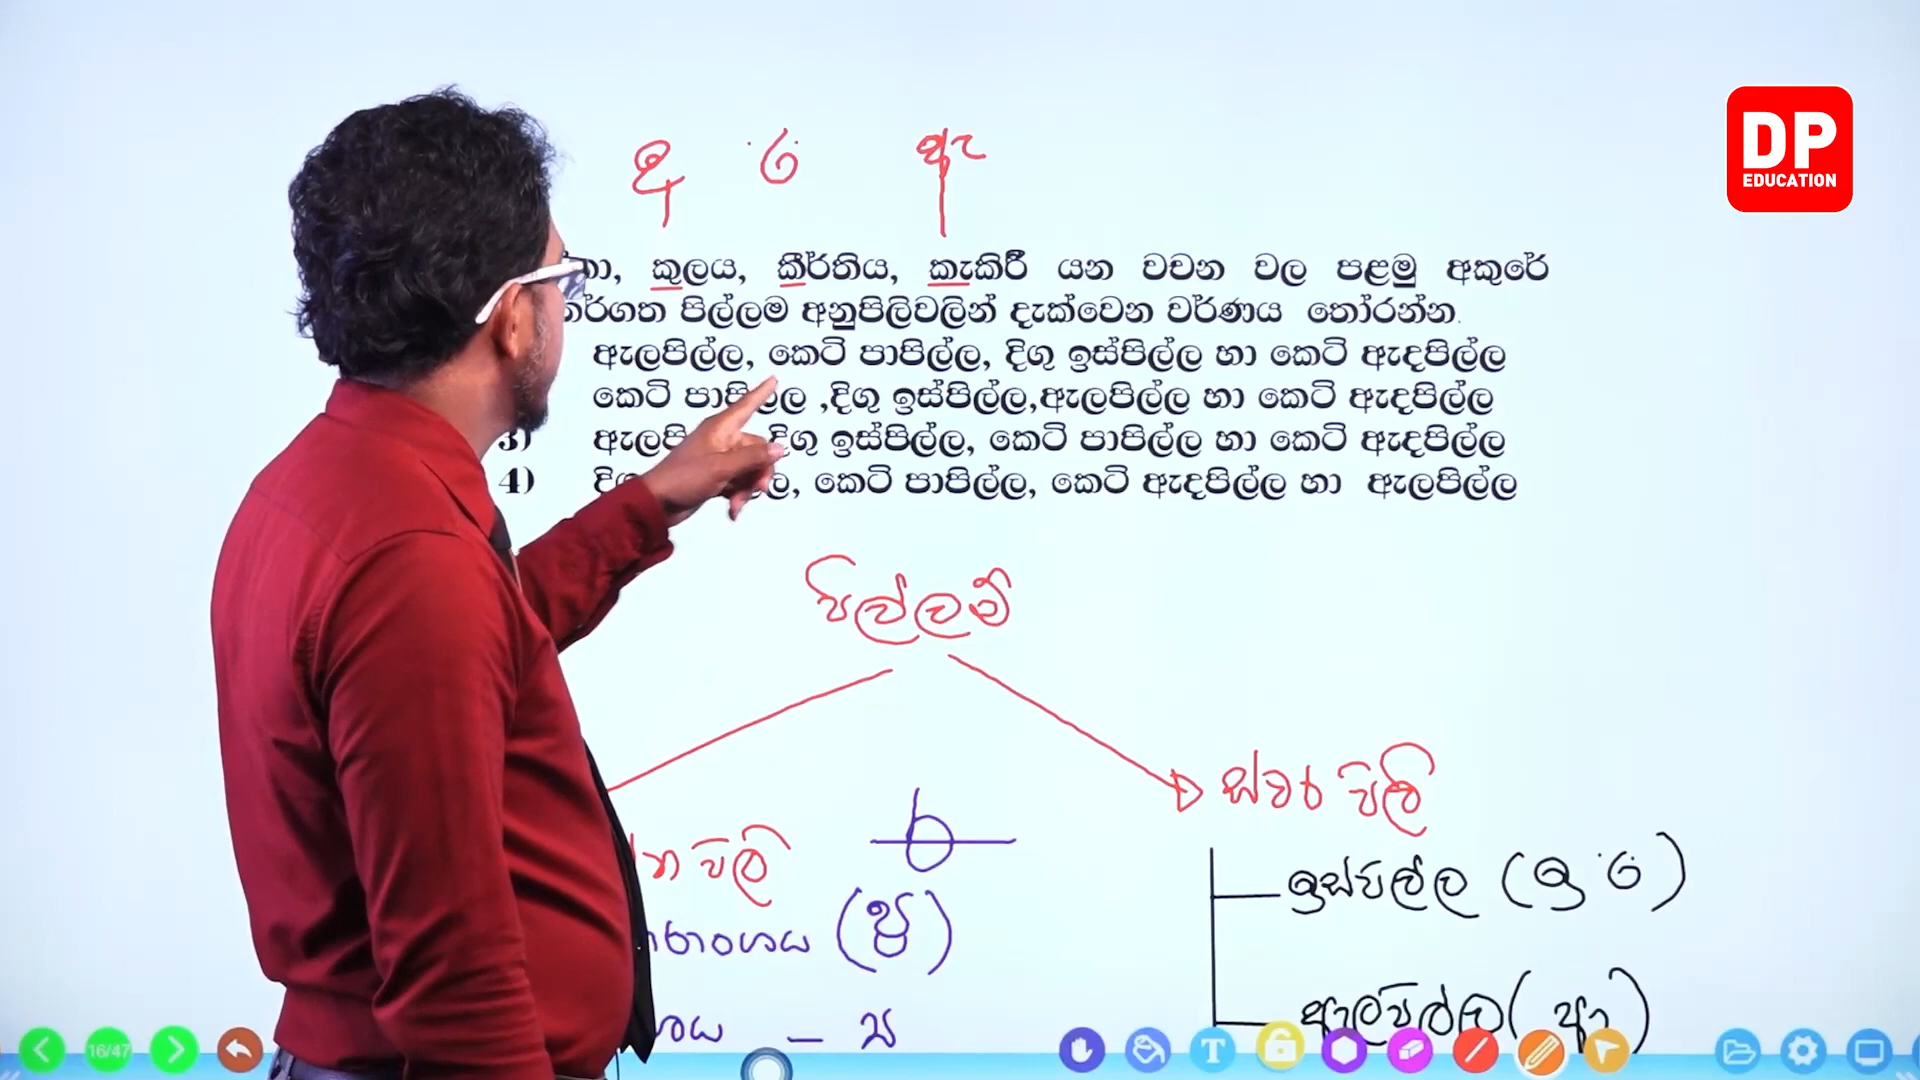 DP
EDUCATION
ඇ
කුලය, කීර්තිය, කැකිරී යන වචන වල පළමු අකුරේ
පිල්ලම අනුපිලිවලින් දැක්වෙන වර්ණය තෝරන්න.
ඇලපිල්ල, කෙටි පාපිල්ල, දිගු ඉස්පිල්ල හා කෙටි ඇදපිල්ල
කෙටි පාපිල්ල ,දිගු ඉස්පිල්ල,ඇලපිල්ල හා කෙටි ඇදපිල්ල
3) දිගු ඉස්පිල්ල, කෙටි පාපිල්ල හා කෙටි ඇදපිල්ල
4) කෙටි පාපිල්ල, කෙටි ඇදපිල්ල හා ඇලපිල්ල
පිල්ලම්
ස්වර පිලි
පිලි
ඉස්පිල්ල (ඉ
(ප්‍ර)
ඇලපිල්ල (ආ)
16/47